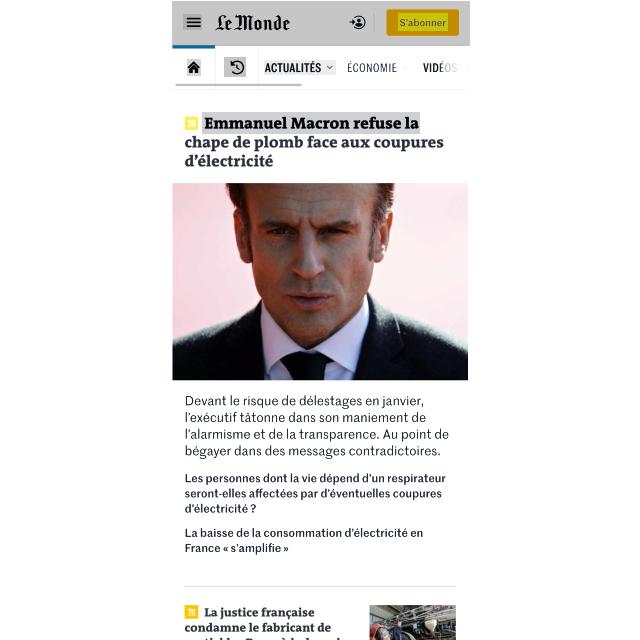 Le Monde
S'abonner
ACTUALITÉS
ÉCONOMIE
VIDÉOS
Emmanuel Macron refuse la
chape de plomb face aux coupures
d'électricité
Devant le risque de délestages en janvier,
l'exécutif tâtonne dans son maniement de
l'alarmisme et de la transparence. Au point de
bégayer dans des messages contradictoires.
Les personnes dont la vie dépend d'un respirateur
seront-elles affectées par d'éventuelles coupures
d'électricité ?
La baisse de la consommation d'électricité en
France « s'amplifie »
La justice française
condamne le fabricant de